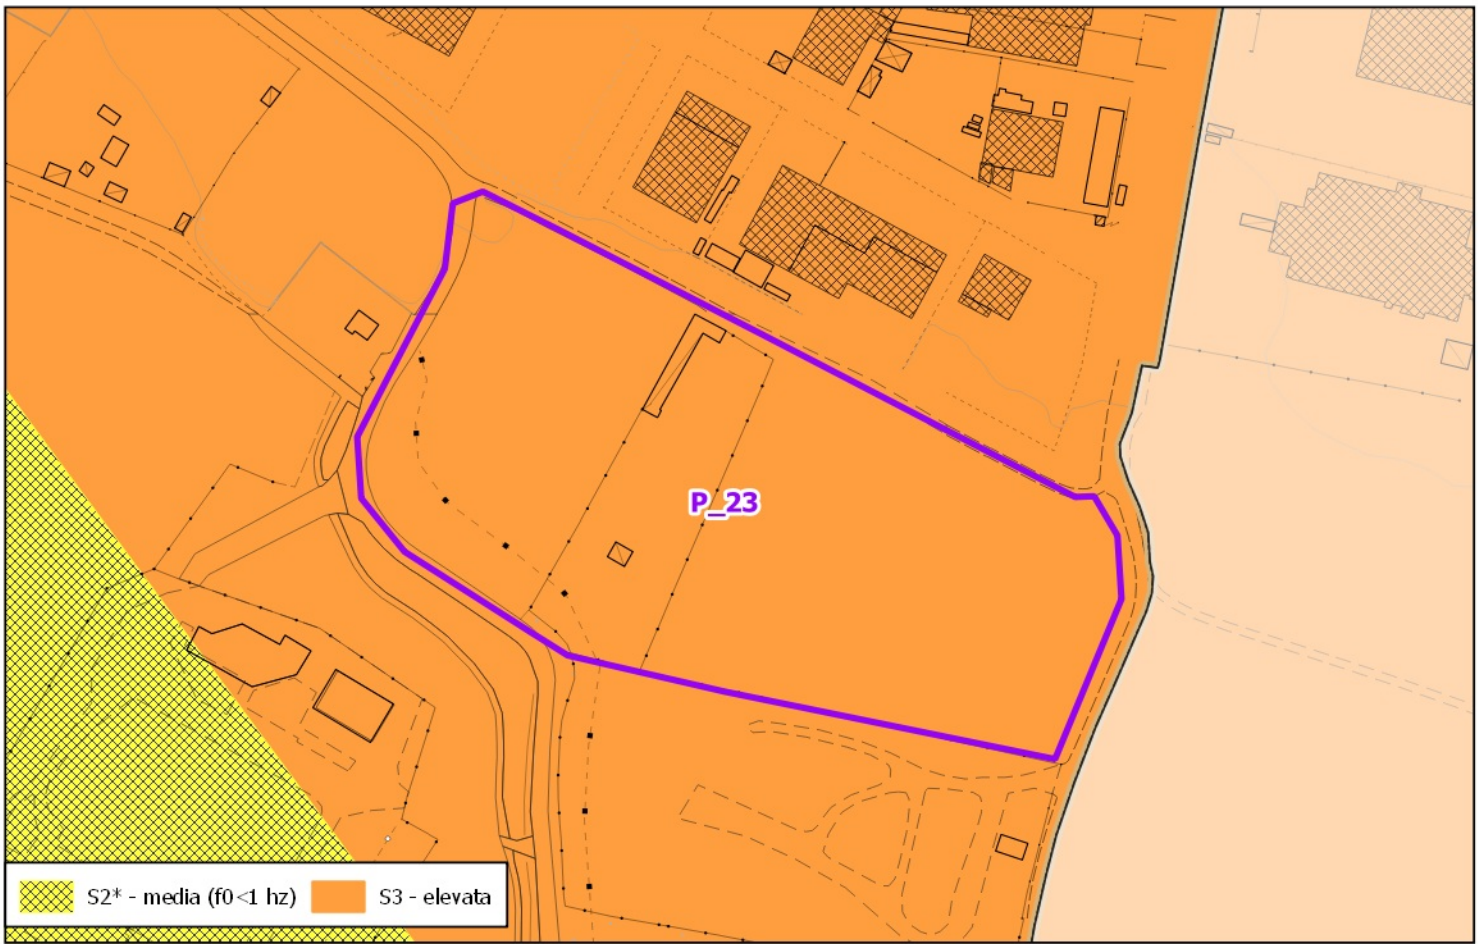 P_23
S2* - media (f0<1 hz)
S3 - elevata